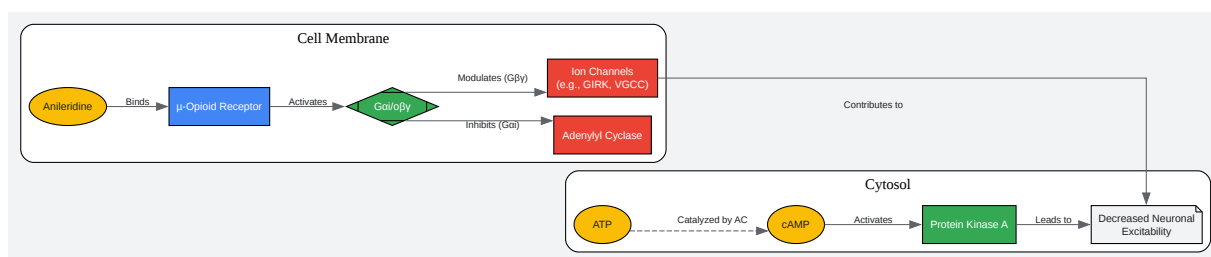 Cell Membrane
Anileridine
Binds
μ-Opioid Receptor
Activates
Gαi/oβγ
Modulates (Gβγ)
Inhibits (Gαi)
Ion Channels
(e.g., GIRK, VGCC)
Adenylyl Cyclase
Contributes to
Cytosol
ATP
Catalyzed by AC
cAMP
Activates
Protein Kinase A
Leads to
Decreased Neuronal
Excitability